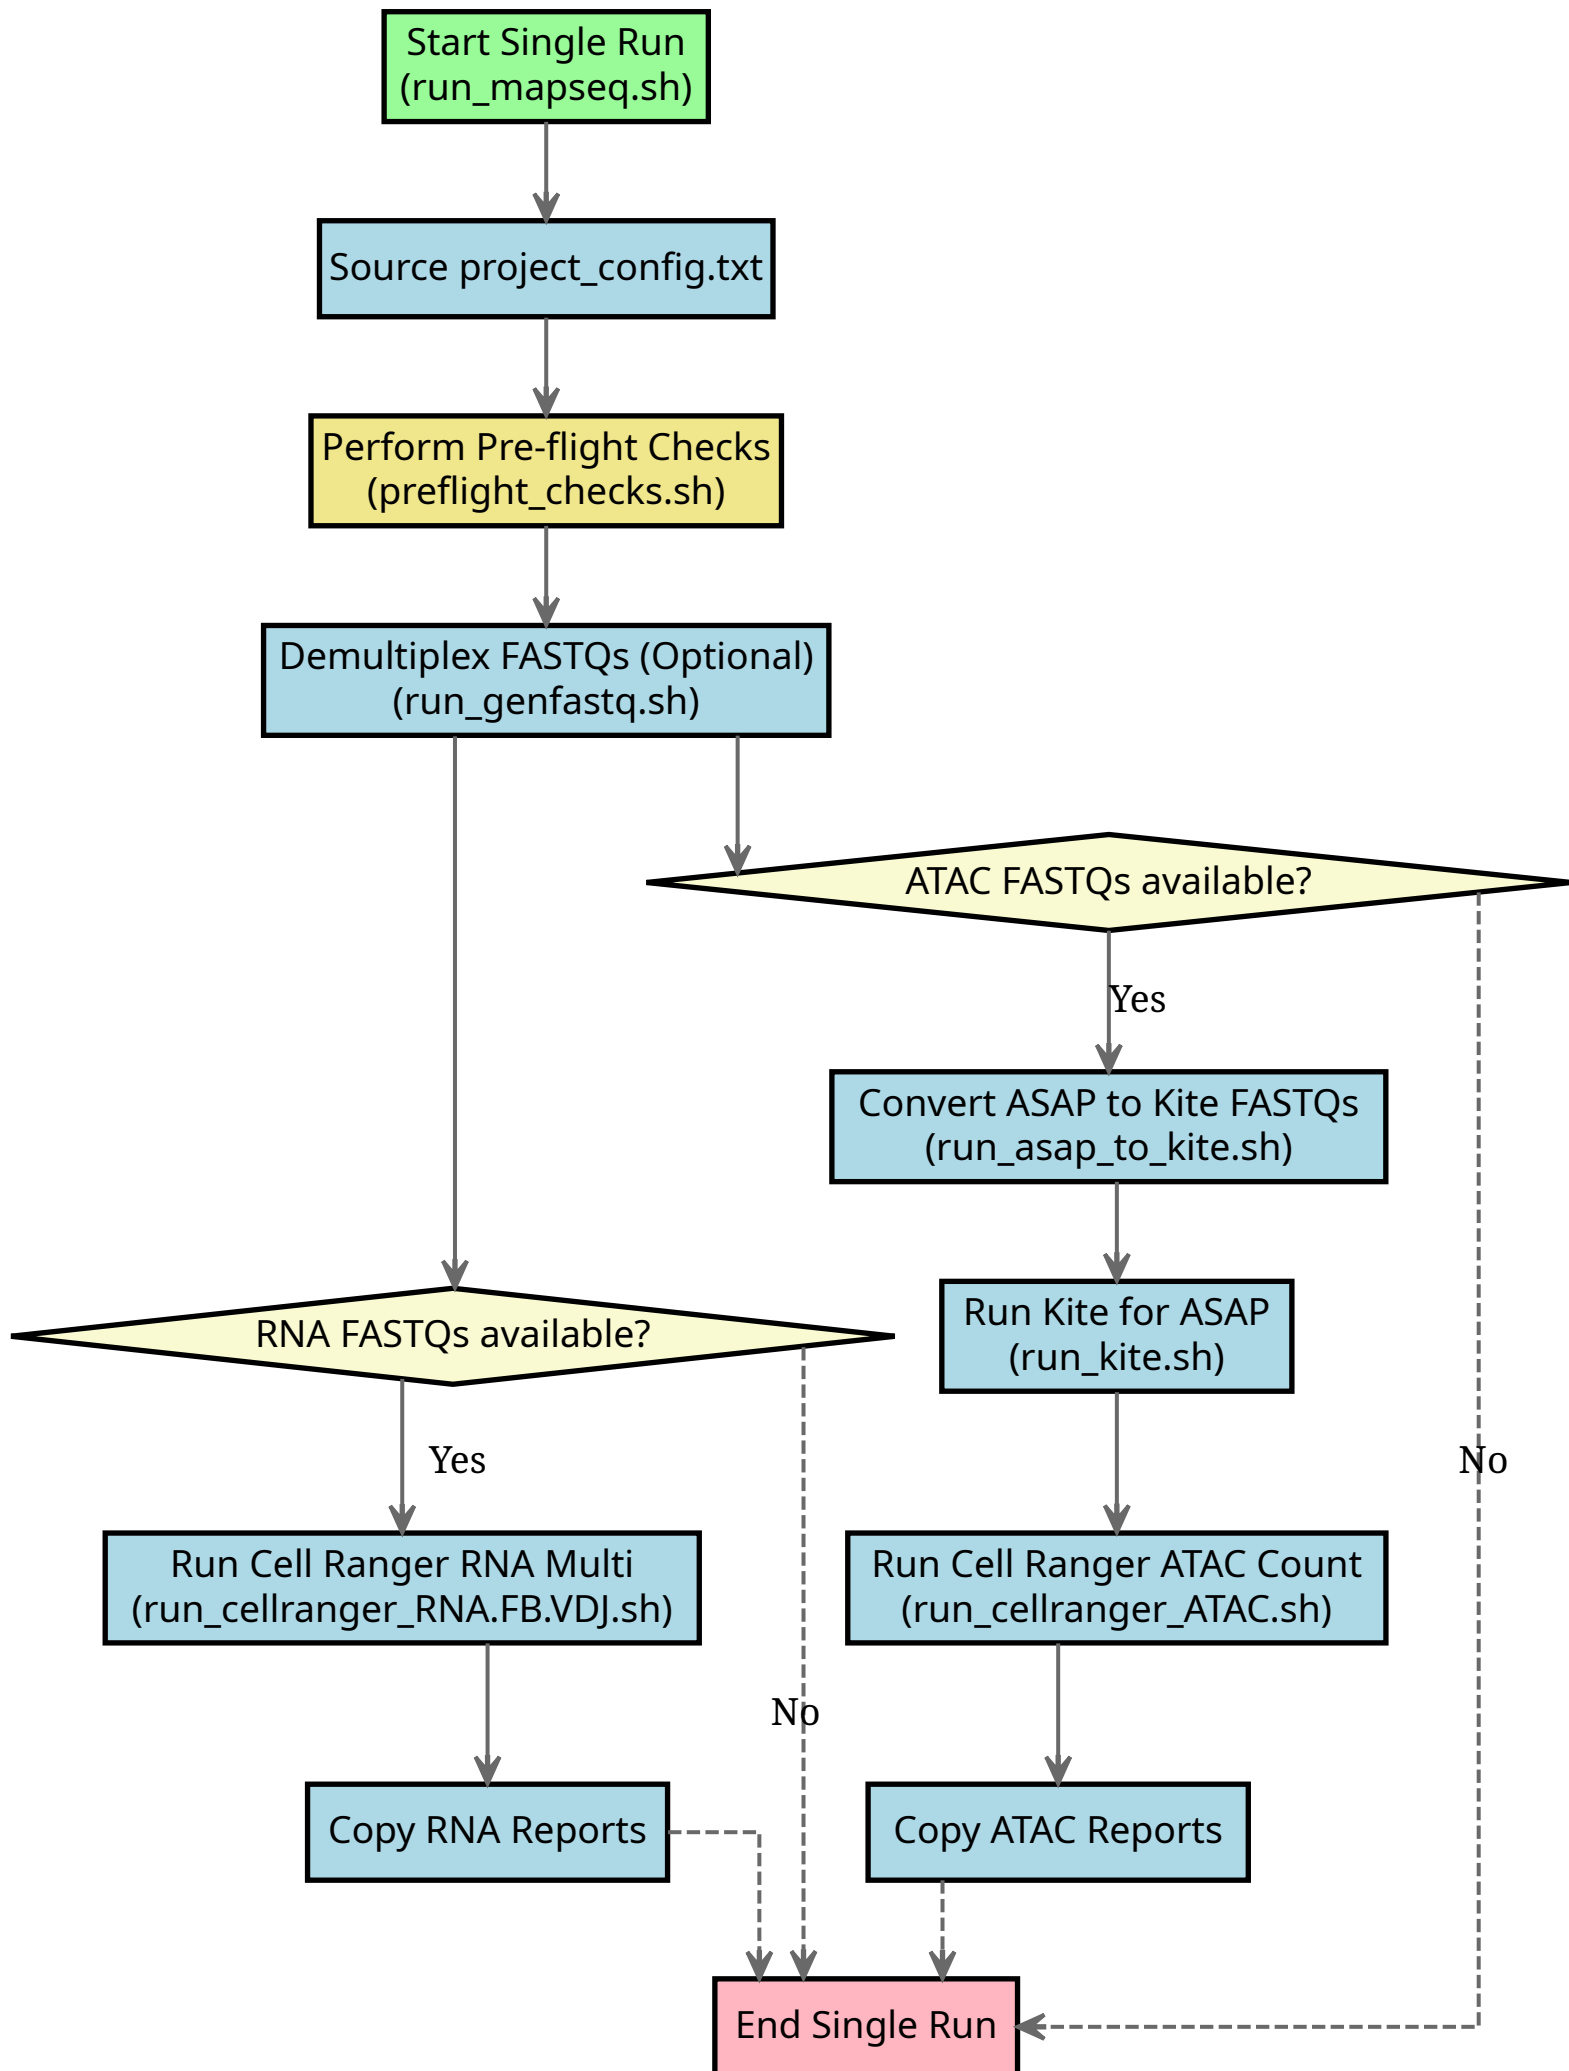 Start Single Run
(run_mapseq.sh)
Source project_config.txt
Perform Pre-flight Checks
(preflight_checks.sh)
Demultiplex FASTQs (Optional)
(run_genfastq.sh)
ATAC FASTQs available?
Yes
Convert ASAP to Kite FASTQs
(run_asap_to_kite.sh)
Run Kite for ASAP
(run_kite.sh)
RNA FASTQs available?
Yes
No
Run Cell Ranger RNA Multi
(run_cellranger_RNA.FB.VDJ.sh)
Run Cell Ranger ATAC Count
(run_cellranger_ATAC.sh)
No
Copy RNA Reports
Copy ATAC Reports
End Single Run